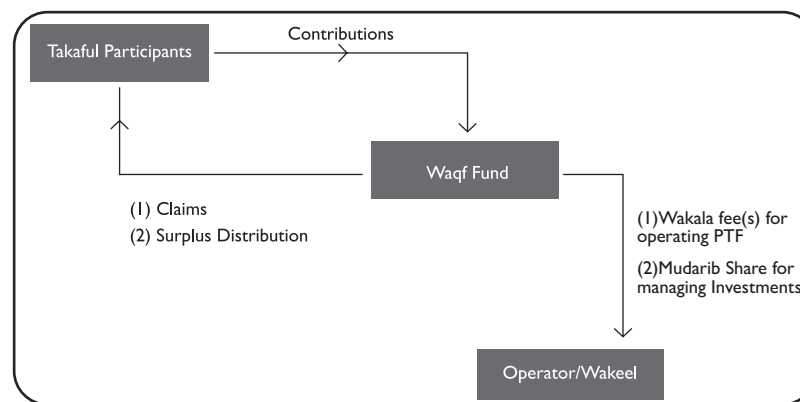 Takaful Participants
Contributions
Waqf Fund
(1) Claims
(2) Surplus Distribution
(1)Wakala fee(s) for
operating PTF
(2)Mudarib Share for
managing Investments
Operator/Wakeel